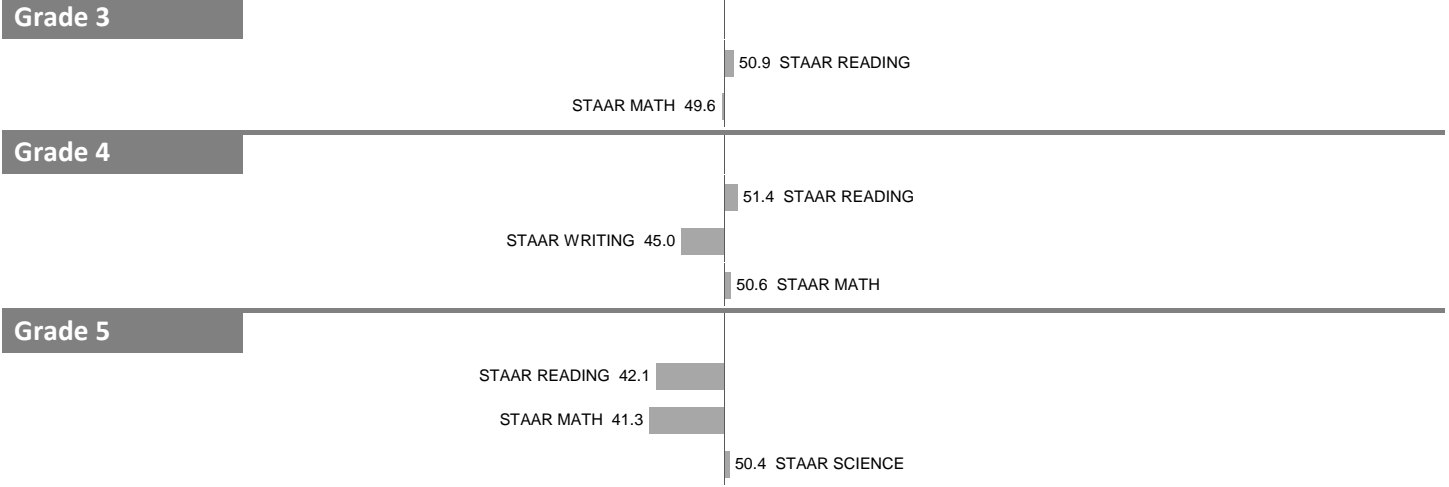 Grade 3
50.9 STAAR READING
STAAR MATH 49.6
Grade 4
51.4 STAAR READING
STAAR WRITING 45.0
50.6 STAAR MATH
Grade 5
STAAR READING 42.1
STAAR MATH 41.3
50.4 STAAR SCIENCE